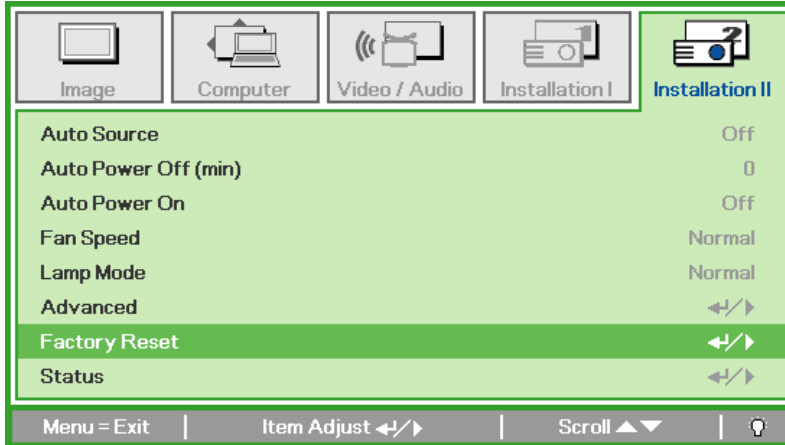 Image Computer Video / Audio Installation I Installation II
Auto Source Off
Auto Power Off (min) 0
Auto Power On Off
Fan Speed Normal
Lamp Mode Normal
Advanced
Factory Reset
Status
Menu = Exit Item Adjust Scroll